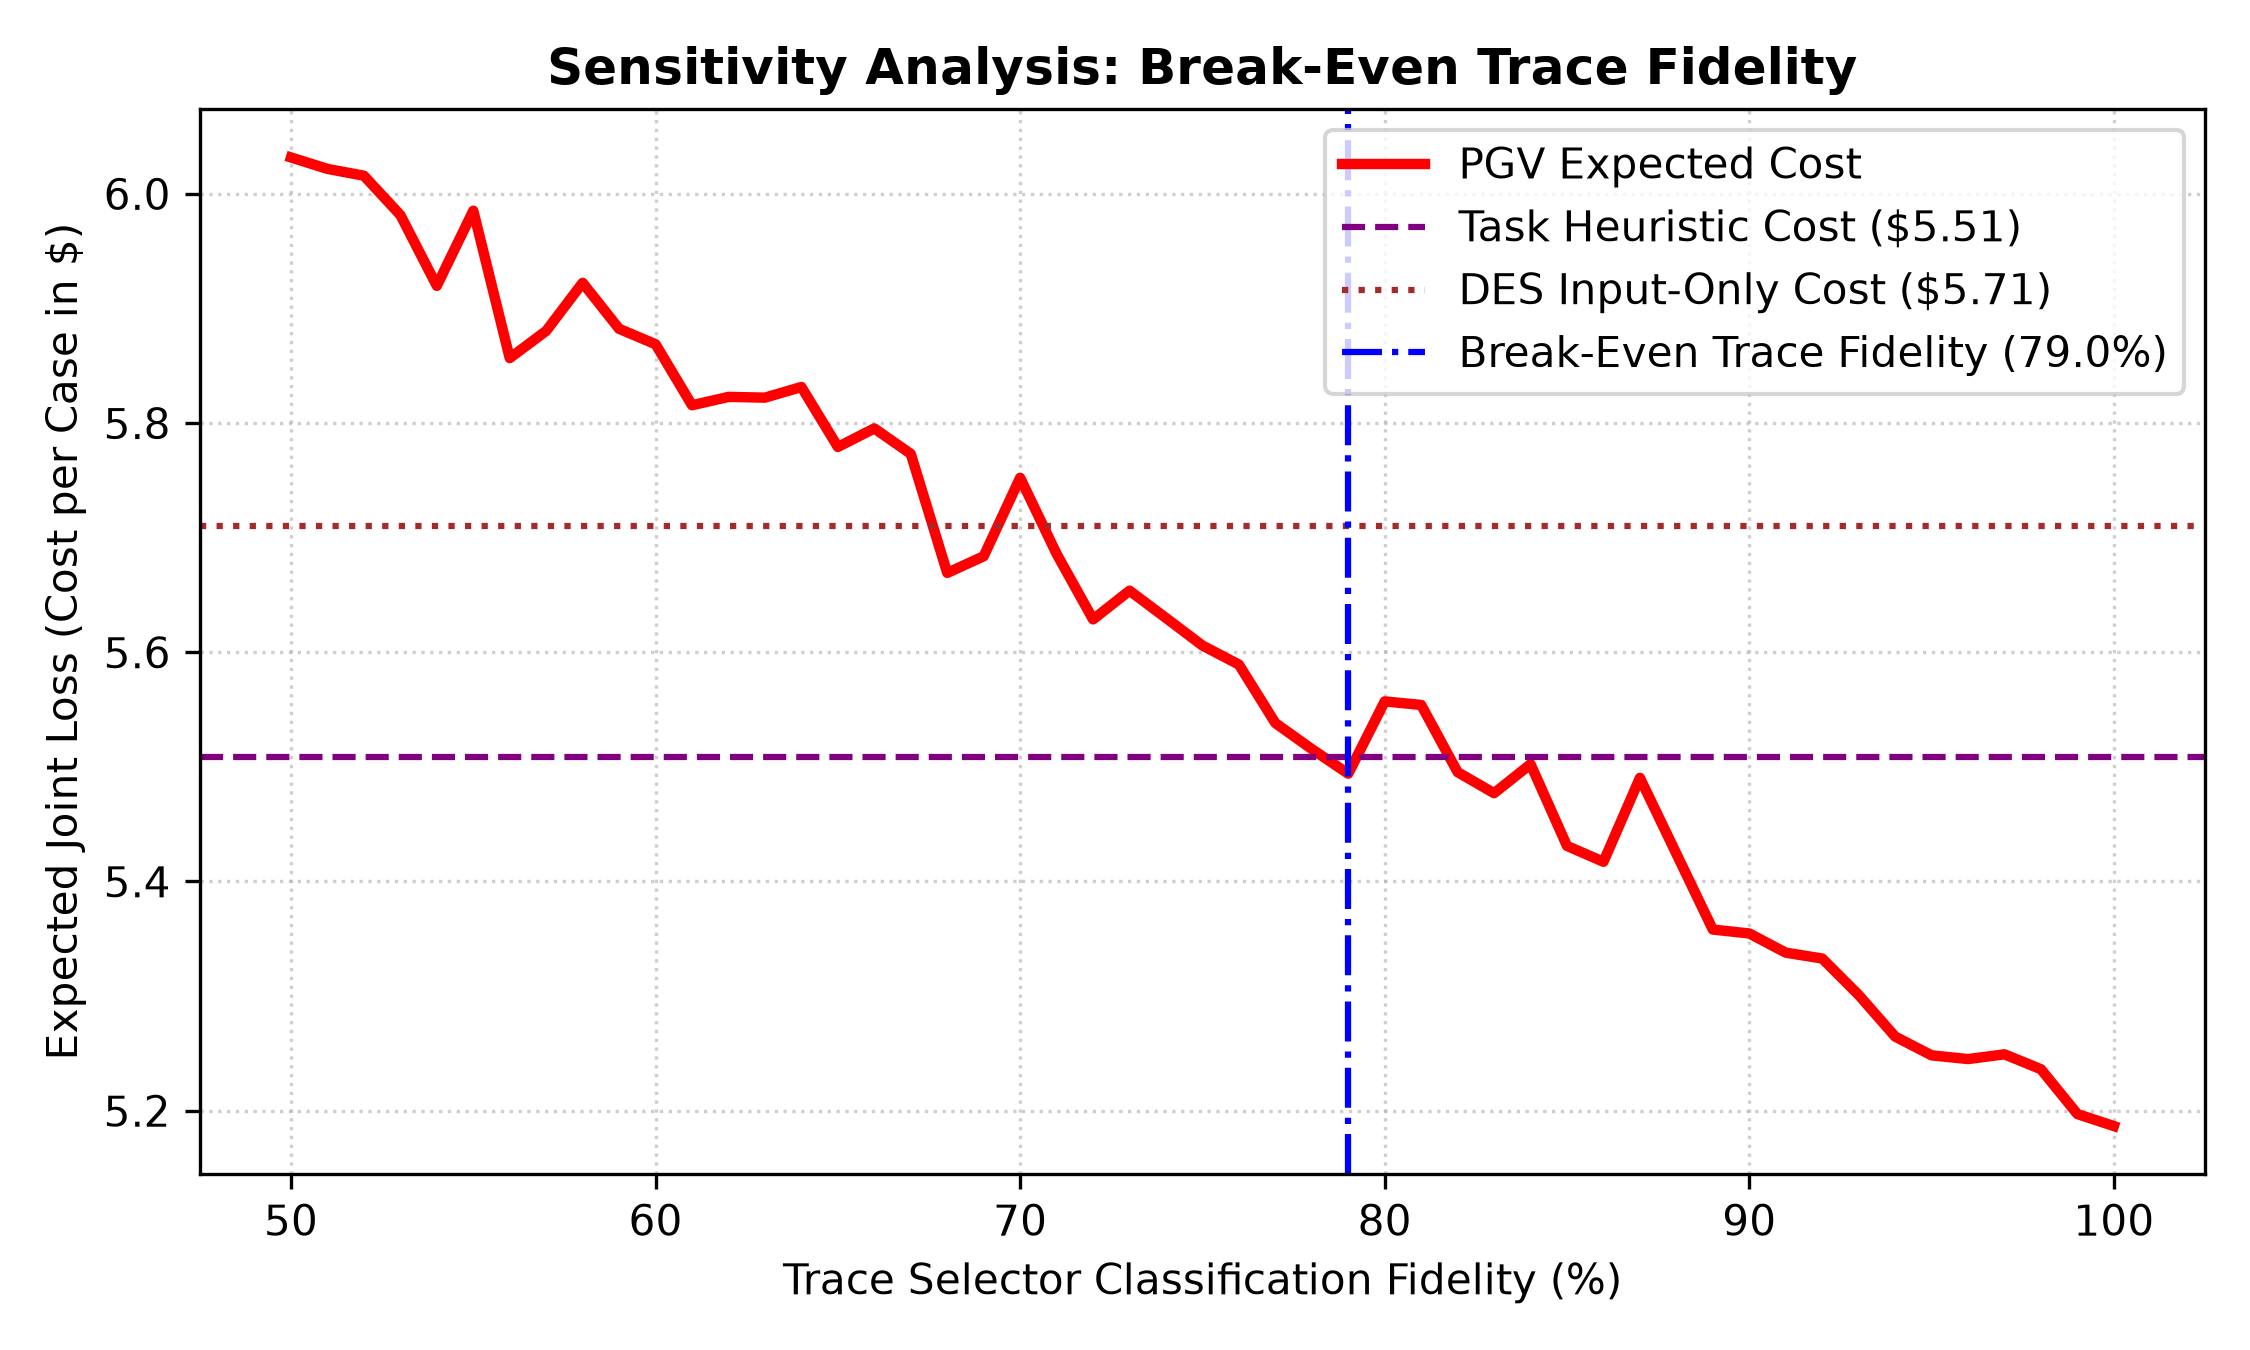 Sensitivity Analysis: Break-Even Trace Fidelity
PGV Expected Cost
Task Heuristic Cost ($5.51)
DES Input-Only Cost ($5.71)
Break-Even Trace Fidelity (79.0%)
Expected Joint Loss (Cost per Case in $)
6.0
5.8
5.6
5.4
5.2
50 60 70 80 90 100
Trace Selector Classification Fidelity (%)